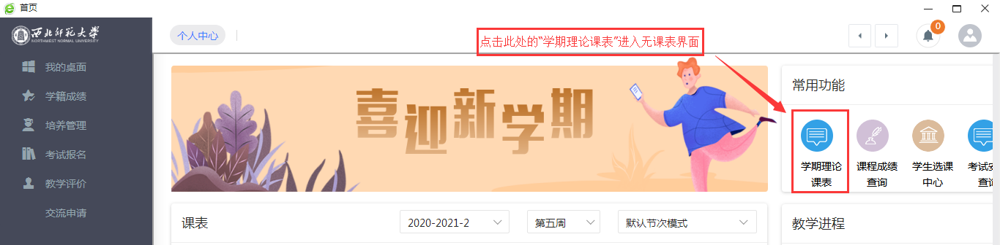 首页
西北师范大学
NORTHWEST NORMAL UNIVERSITY
个人中心
点击此处的“学期理论课表”进入无课表界面
0
我的桌面
学籍成绩
培养管理
考试报名
教学评价
交流申请
喜迎新学期
常用功能
学期理论
课表
课程成绩
查询
学生选课
中心
考试安
查询
课表
2020-2021-2
第五周
默认节次模式
教学进程